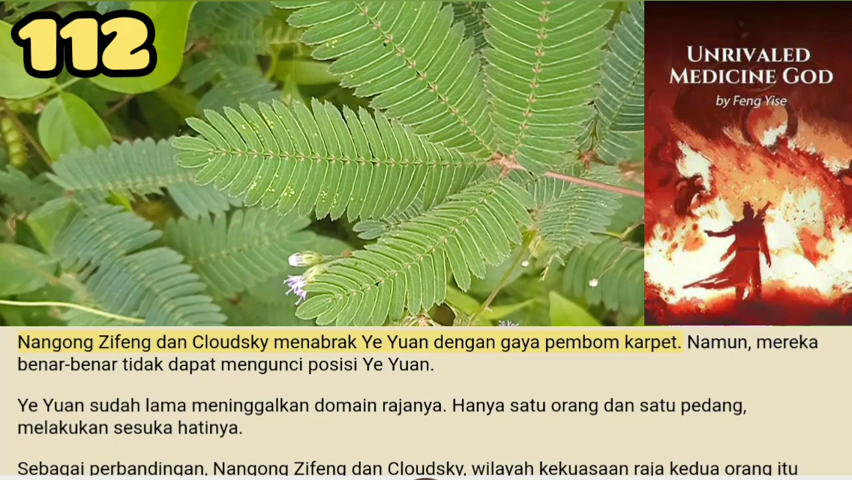 112
UNRIVALED
MEDICINE GOD
by Feng Yise
Nangong Zifeng dan Cloudsky menabrak Ye Yuan dengan gaya pembom karpet. Namun, mereka
benar-benar tidak dapat mengunci posisi Ye Yuan.
Ye Yuan sudah lama meninggalkan domain rajanya. Hanya satu orang dan satu pedang,
melakukan sesuka hatinya.
Sebagai perbandingan, Nangong Zifeng dan Cloudsky, wilayah kekuasaan raja kedua orang itu